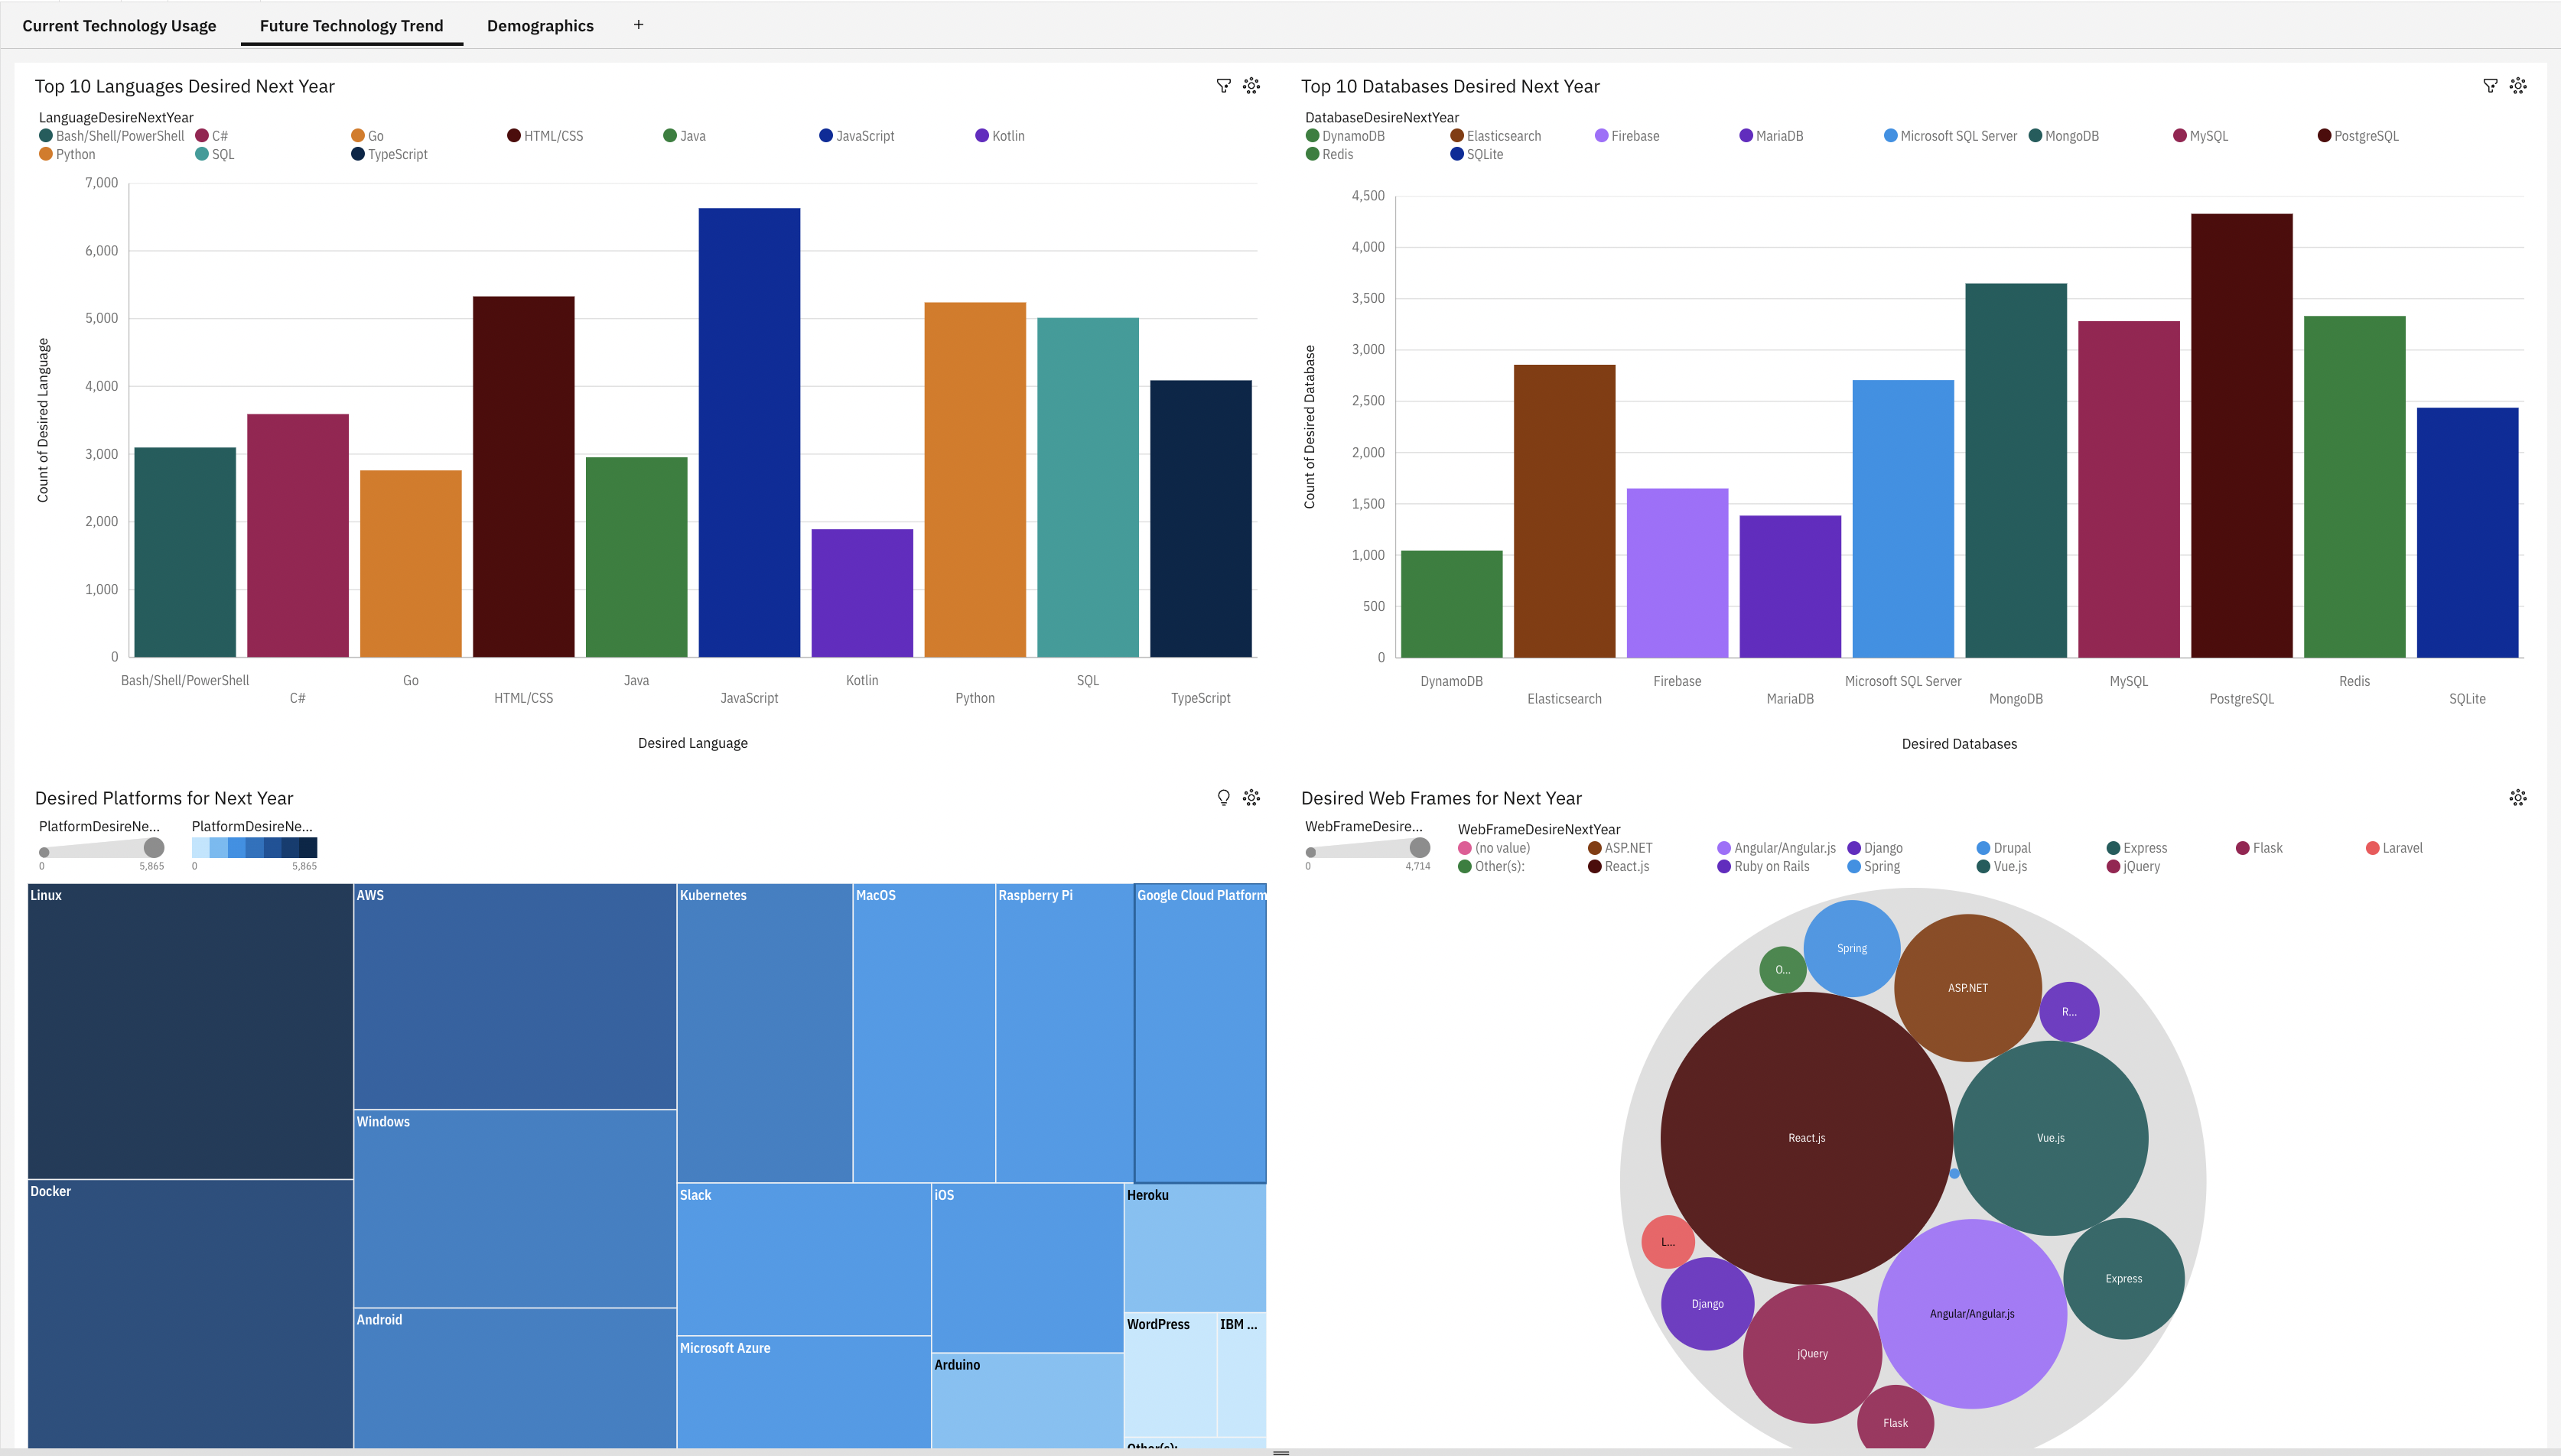 Current Technology Usage Future Technology Trend Demographics +
Top 10 Languages Desired Next Year
LanguageDesireNextYear
Bash/Shell/PowerShell C# Go HTML/CSS Java JavaScript Kotlin
Python SQL TypeScript
7,000
6,000
5,000
4,000
3,000
2,000
1,000
0
Count of Desired Language
Bash/Shell/PowerShell Go Java Kotlin SQL
C# HTML/CSS JavaScript Python TypeScript
Desired Language
Top 10 Databases Desired Next Year
DatabaseDesireNextYear
DynamoDB Elasticsearch Firebase MariaDB Microsoft SQL Server MongoDB MySQL PostgreSQL
Redis SQLite
4,500
4,000
3,500
3,000
2,500
2,000
1,500
1,000
500
0
Count of Desired Database
DynamoDB Firebase Microsoft SQL Server MySQL Redis
Elasticsearch MariaDB MongoDB PostgreSQL SQLite
Desired Databases
Desired Platforms for Next Year
PlatformDesireNe... PlatformDesireNe...
0 5,865 0 5,865
Linux AWS Kubernetes MacOS Raspberry Pi Google Cloud Platform
Windows
Docker Slack iOS Heroku
Android WordPress IBM ...
Microsoft Azure Arduino
Other(s):
Desired Web Frames for Next Year
WebFrameDesire... WebFrameDesireNextYear
(no value) ASP.NET Angular/Angular.js Django Drupal Express Flask Laravel
Other(s): React.js Ruby on Rails Spring Vue.js jQuery
0 4,714
Spring
O...
ASP.NET
R...
React.js Vue.js
L...
Express
Django
Angular/Angular.js
jQuery
Flask